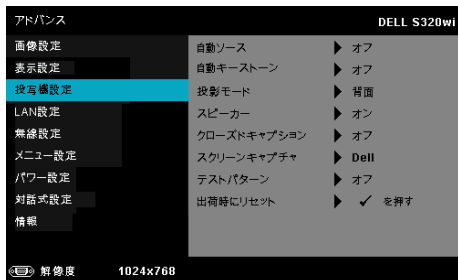 アドバンス DELL S320wi
画像設定
表示設定
投写機設定
LAN設定
無線設定
メニュー設定
パワー設定
対話式設定
情報
自動ソース オフ
自動キーストーン オフ
投影モード 背面
スピーカー オン
クローズドキャプション オフ
スクリーンキャプチャ Dell
テストパターン オフ
出荷時にリセット ✓ を押す
解像度 1024x768